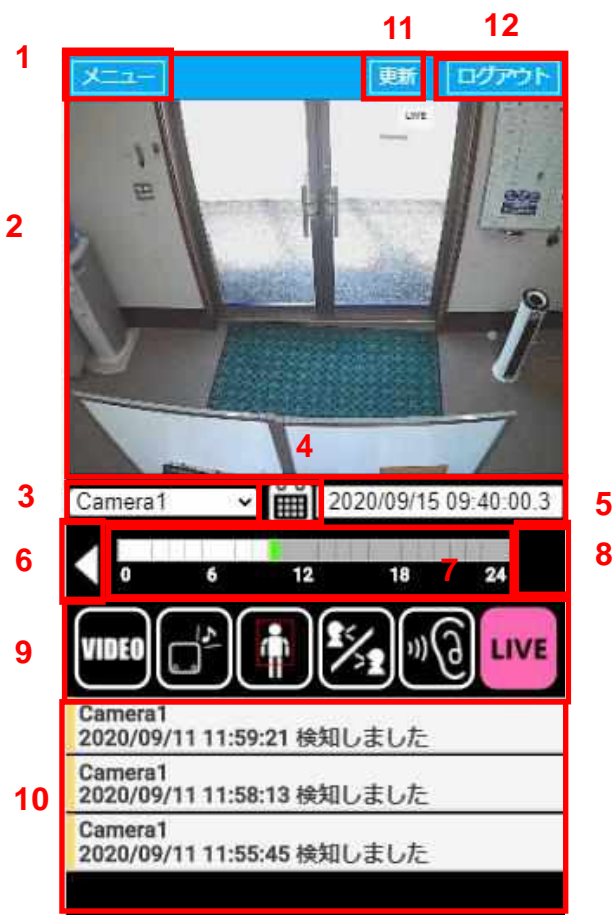 11 12
1 メニュー 更新 ログアウト
LIVE
2
4
3 Camera1 2020/09/15 09:40:00.3 5
6 0 6 12 18 7 24 8
9 VIDEO LIVE
Camera1
2020/09/11 11:59:21 検知しました
Camera1
10 2020/09/11 11:58:13 検知しました
Camera1
2020/09/11 11:55:45 検知しました